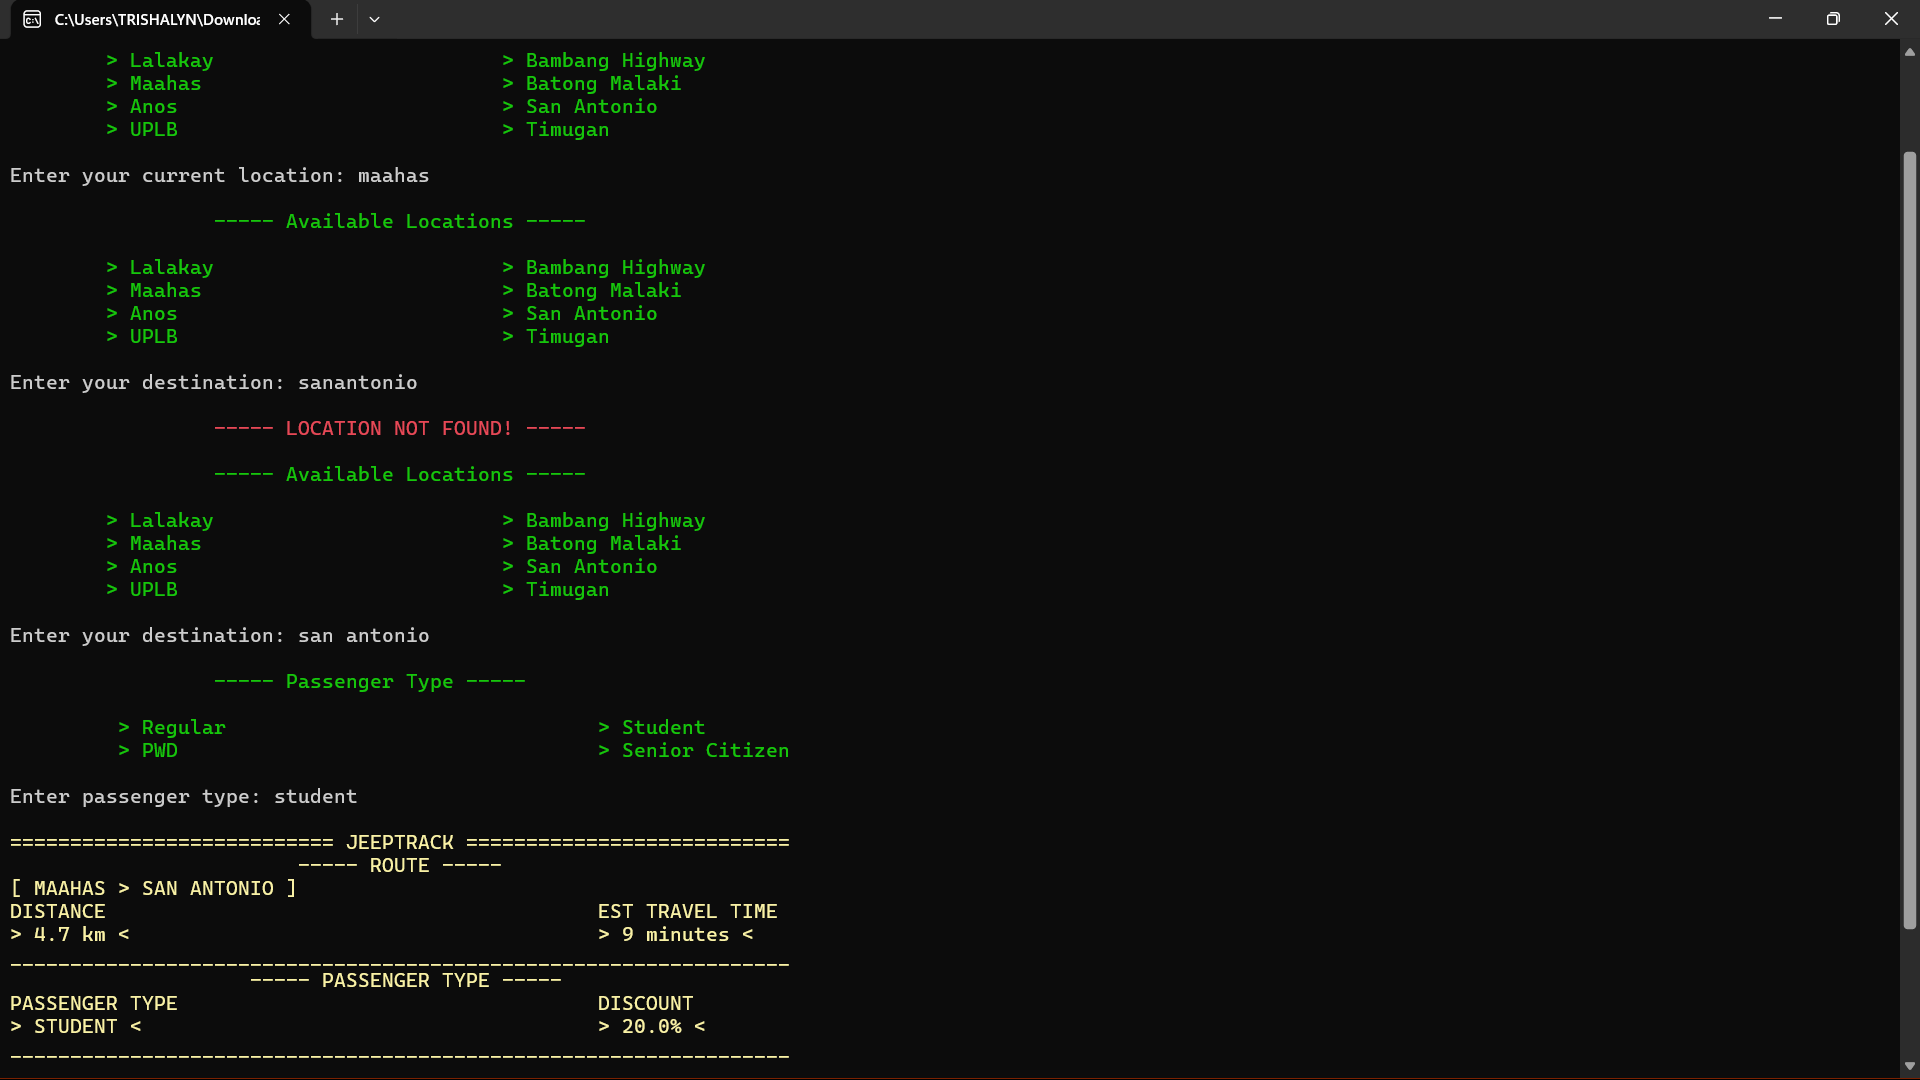 C:\Users\TRISHALYN\Downloa
> Lalakay > Bambang Highway
> Maahas > Batong Malaki
> Anos > San Antonio
> UPLB > Timugan
Enter your current location: maahas
----- Available Locations -----
> Lalakay > Bambang Highway
> Maahas > Batong Malaki
> Anos > San Antonio
> UPLB > Timugan
Enter your destination: sanantonio
----- LOCATION NOT FOUND! -----
----- Available Locations -----
> Lalakay > Bambang Highway
> Maahas > Batong Malaki
> Anos > San Antonio
> UPLB > Timugan
Enter your destination: san antonio
----- Passenger Type -----
> Regular > Student
> PWD > Senior Citizen
Enter passenger type: student
=========================== JEEPTRACK ===========================
----- ROUTE -----
[ MAAHAS > SAN ANTONIO ]
DISTANCE EST TRAVEL TIME
> 4.7 km < > 9 minutes <
_________________________________________________________________
----- PASSENGER TYPE -----
PASSENGER TYPE DISCOUNT
> STUDENT < > 20.0% <
_________________________________________________________________